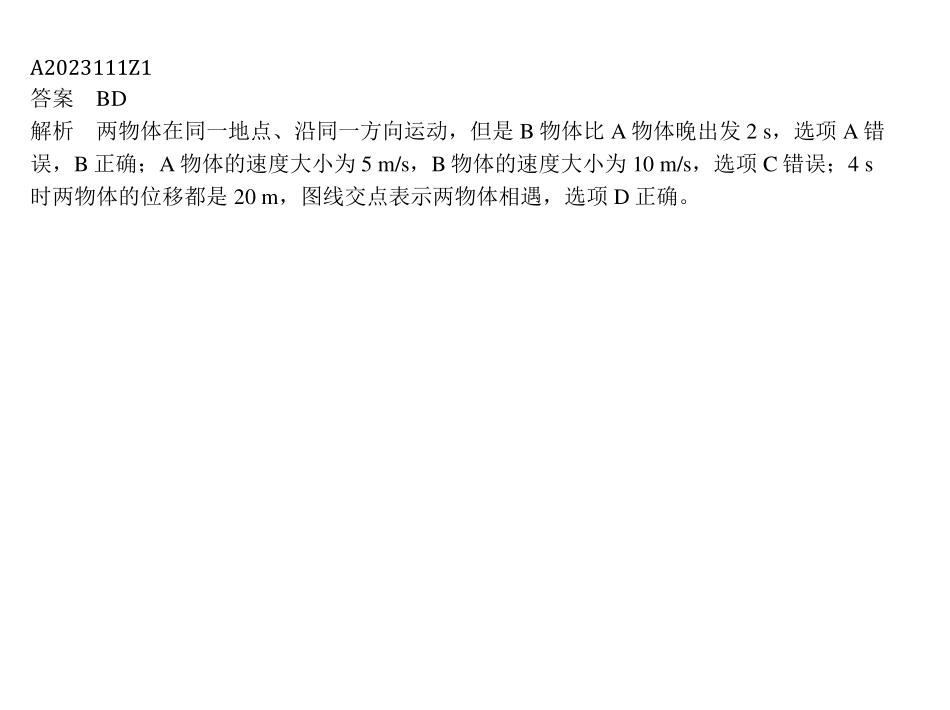 A2023111Z1
答案　BD
解析　两物体在同一地点、沿同一方向运动，但是 B 物体比 A 物体晚出发 2 s，选项 A 错
误，B 正确；A 物体的速度大小为 5 m/s，B 物体的速度大小为 10 m/s，选项 C 错误；4 s
时两物体的位移都是 20 m，图线交点表示两物体相遇，选项 D 正确。